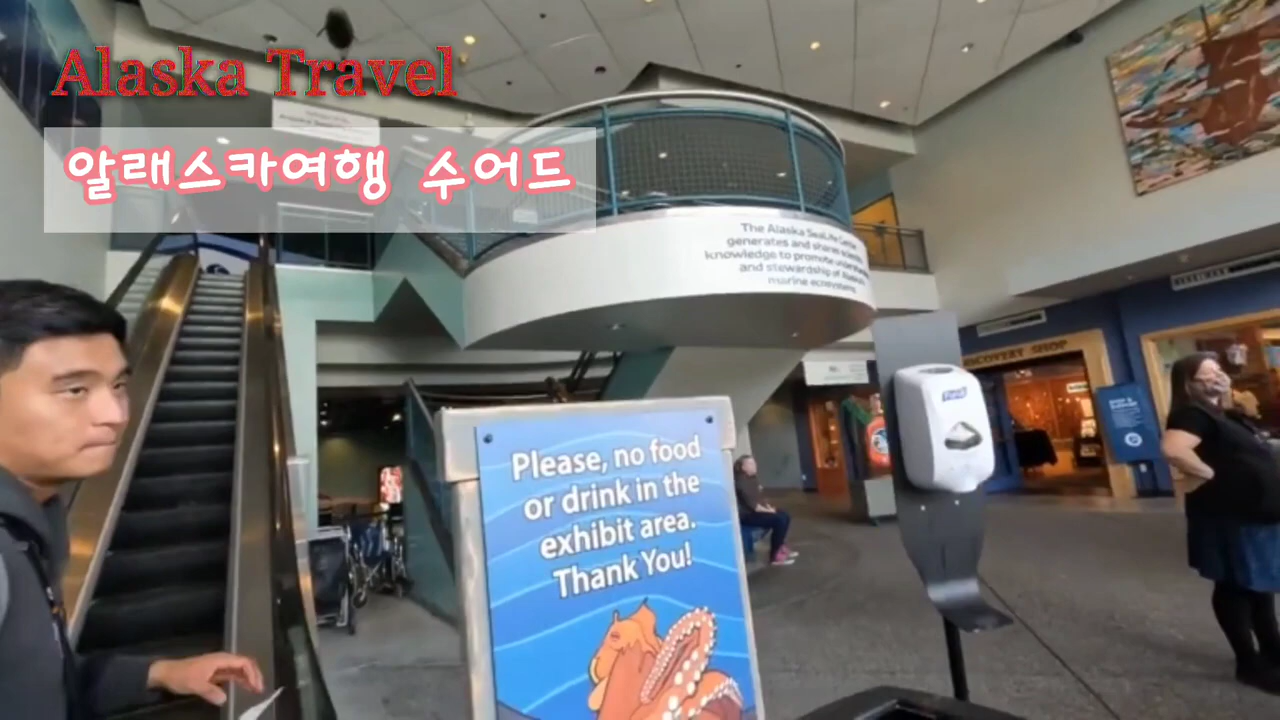 Alaska Travel
알래스카여행 수어드
The Alaska SeaLife Center
generates and shares scientific
knowledge to promote understanding
and stewardship of Alaska's
marine ecosystems
DISCOVERY SHOP
PURELL
Please, no food
or drink in the
exhibit area.
Thank You!